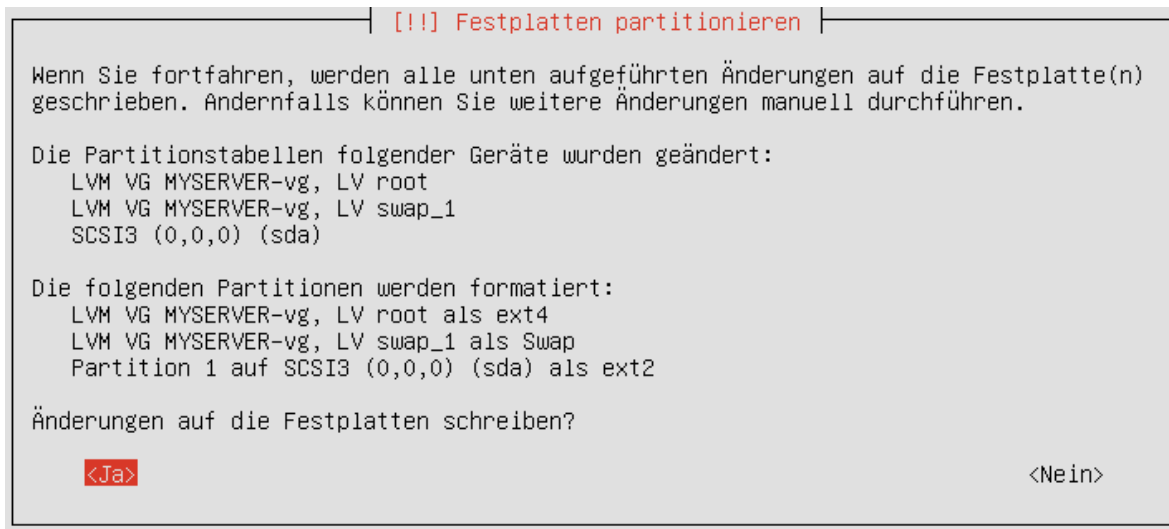 [!!] Festplatten partitionieren
Wenn Sie fortfahren, werden alle unten aufgeführten Änderungen auf die Festplatte(n)
geschrieben. Andernfalls können Sie weitere Änderungen manuell durchführen.
Die Partitionstabellen folgender Geräte wurden geändert:
LVM VG MYSERVER-vg, LV root
LVM VG MYSERVER-vg, LV swap_1
SCSI3 (0,0,0) (sda)
Die folgenden Partitionen werden formatiert:
LVM VG MYSERVER-vg, LV root als ext4
LVM VG MYSERVER-vg, LV swap_1 als Swap
Partition 1 auf SCSI3 (0,0,0) (sda) als ext2
Änderungen auf die Festplatten schreiben?
<Ja> <Nein>